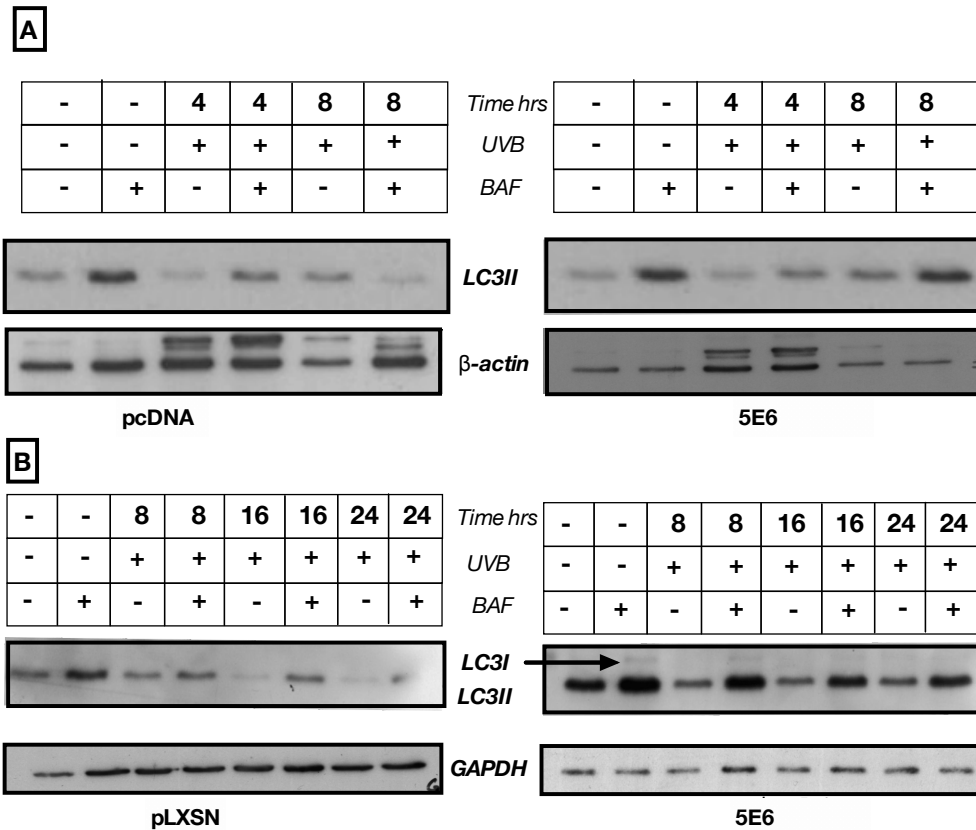 A
- - 4 4 8 8 Time hrs - - 4 4 8 8
- - + + + + UVB - - + + + +
- + - + - + BAF - + - + - +
LC3II
β-actin
pcDNA 5E6
B
- - 8 8 16 16 24 24 Time hrs - - 8 8 16 16 24 24
- - + + + + + + UVB - - + + + + + +
- + - + - + - + BAF - + - + - + - +
LC3I
LC3II
GAPDH
pLXSN 5E6